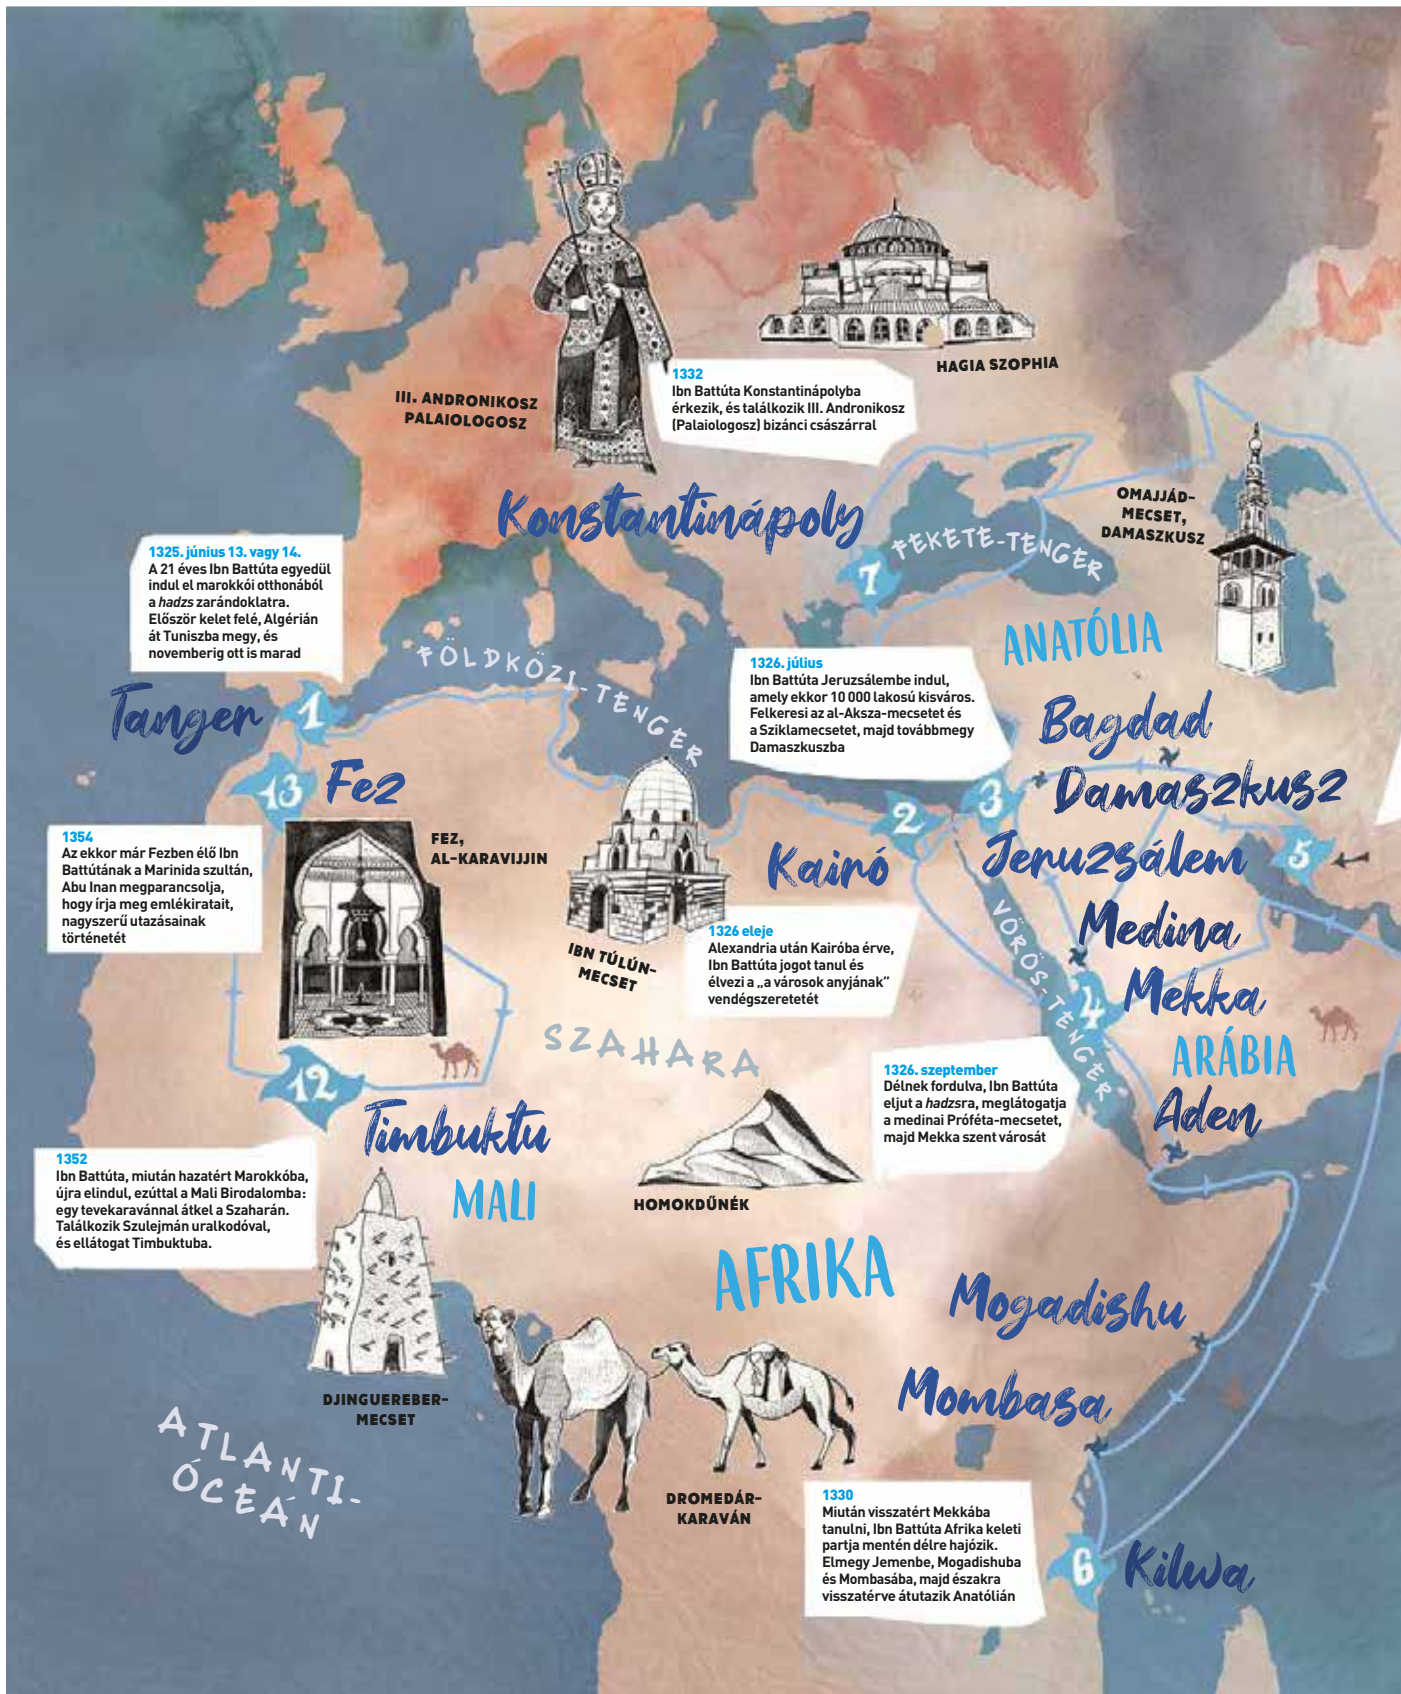 III. ANDRONIKOSZ
PALAIOLOGOSZ
HAGIA SZOPHIA
1332
Ibn Battúta Konstantinápolyba
érkezik, és találkozik III. Andronikosz
(Palaiologosz) bizánci császárral
Konstantinápoly
7
FEKETE-TENGER
OMAJJÁD-
MECSET,
DAMASZKUSZ
1325. június 13. vagy 14.
A 21 éves Ibn Battúta egyedül
indul el marokkói otthonából
a hadzs zarándoklatra.
Először kelet felé, Algérián
át Tuniszba megy, és
novemberig ott is marad
FÖLDKÖZI-TENGER
ANATÓLIA
1326. július
Ibn Battúta Jeruzsálembe indul,
amely ekkor 10 000 lakosú kisváros.
Felkeresi az al-Aksza-mecsetet és
a Sziklamecsetet, majd továbbmegy
Damaszkuszba
Tanger
1
Bagdad
13
Fez
2
3
Damaszkusz
1354
Az ekkor már Fezben élő Ibn
Battútának a Marinida szultán,
Abu Inan megparancsolja,
hogy írja meg emlékiratait,
nagyszerű utazásainak
történetét
FEZ,
AL-KARAVIJJIN
Kairó
Jeruzsálem
5
IBN TÚLÚN-
MECSET
1326 eleje
Alexandria után Kairóba érve,
Ibn Battúta jogot tanul és
élvezi a „a városok anyjának”
vendégszeretetét
VÖRÖS-TENGER
Medina
4
Mekka
SZAHARA
ARÁBIA
1326. szeptember
Délnek fordulva, Ibn Battúta
eljut a hadzsra, meglátogatja
a medinai Próféta-mecsetet,
majd Mekka szent városát
Aden
12
Timbuktu
MALI
1352
Ibn Battúta, miután hazatért Marokkóba,
újra elindul, ezúttal a Mali Birodalomba:
egy tevekaravánnal átkel a Szaharán.
Találkozik Szulejmán uralkodóval,
és ellátogat Timbuktuba.
HOMOKDŰNÉK
AFRIKA
Mogadishu
Mombasa
DJINGUEREBER-
MECSET
ATLANTI-
ÓCEÁN
DROMEDÁR-
KARAVÁN
1330
Miután visszatért Mekkába
tanulni, Ibn Battúta Afrika keleti
partja mentén délre hajózik.
Elmegy Jemenbe, Mogadishuba
és Mombasába, majd északra
visszatérve átutazik Anatólián
6
Kilwa